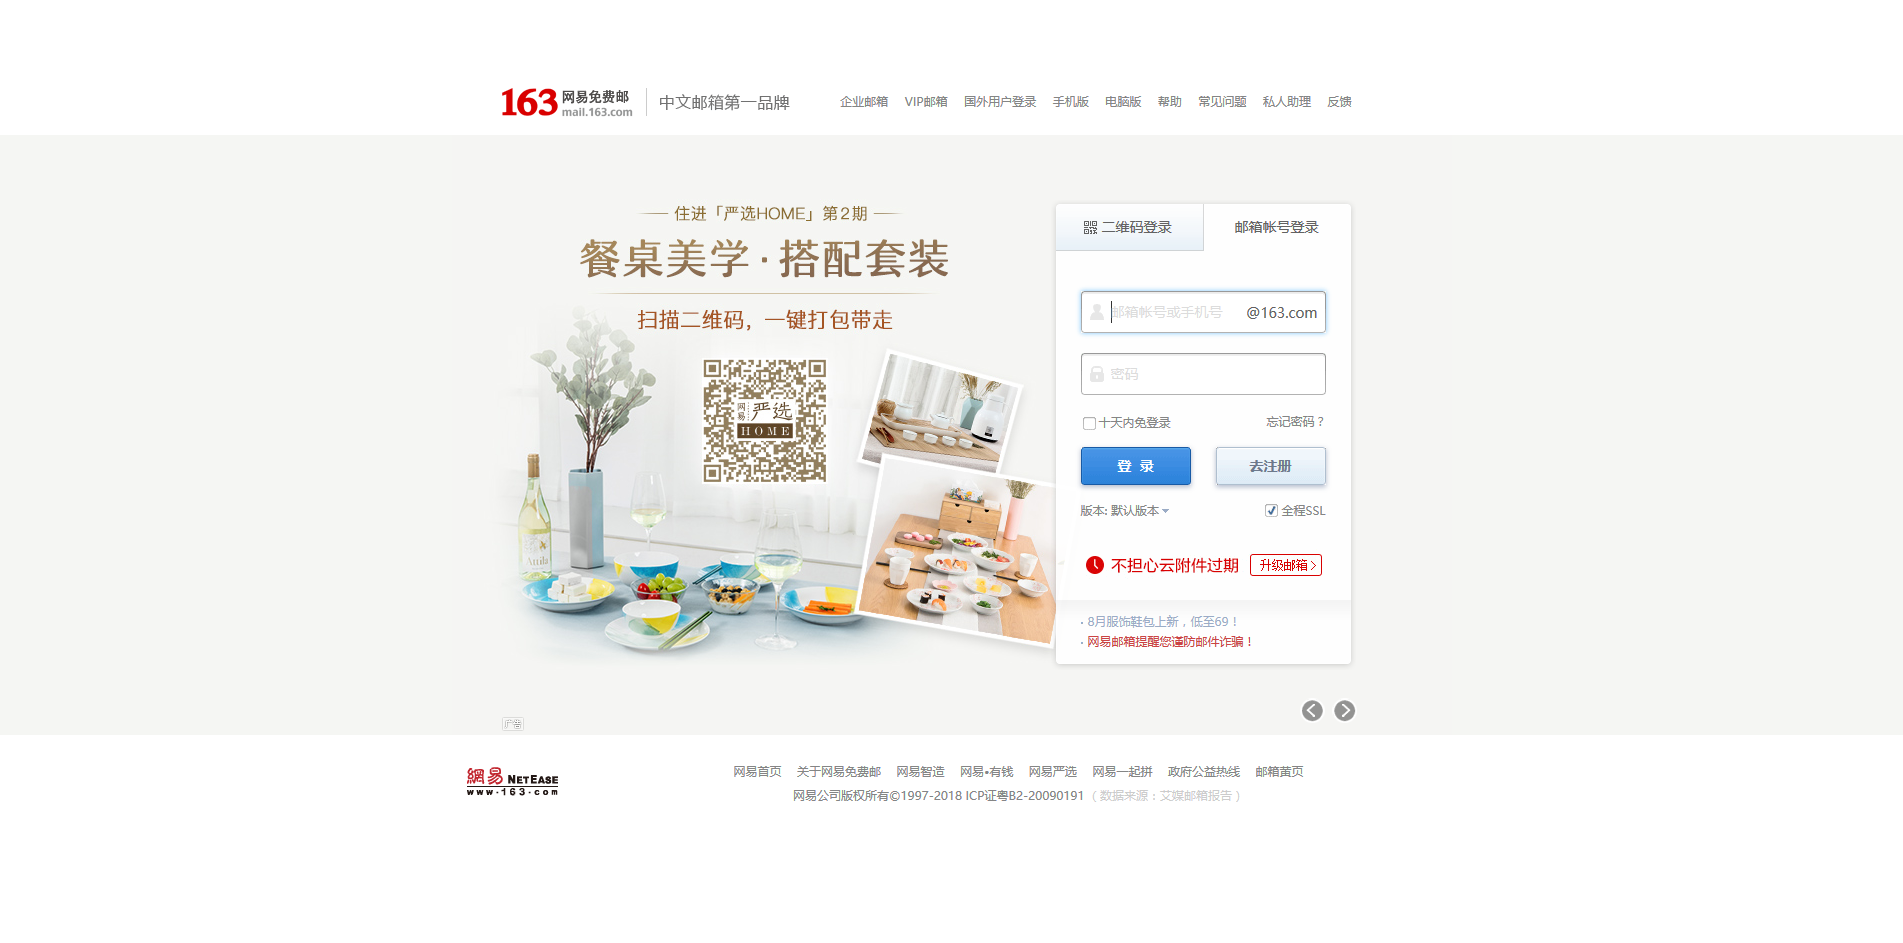 163 网易免费邮
mail.163.com
中文邮箱第一品牌
企业邮箱 VIP邮箱 国外用户登录 手机版 电脑版 帮助 常见问题 私人助理 反馈
住进「严选HOME」第2期
餐桌美学·搭配套装
扫描二维码，一键打包带走
网易 严选
HOME
二维码登录 邮箱帐号登录
邮箱帐号或手机号 @163.com
密码
十天内免登录 忘记密码？
登 录 去注册
版本: 默认版本 全程SSL
不担心云附件过期 升级邮箱
· 8月服饰鞋包上新，低至69！
· 网易邮箱提醒您谨防邮件诈骗！
广告
網易 NETEASE
www.163.com
网易首页 关于网易免费邮 网易智造 网易•有钱 网易严选 网易一起拼 政府公益热线 邮箱黄页
网易公司版权所有©1997-2018 ICP证粤B2-20090191 （数据来源：艾媒邮箱报告）